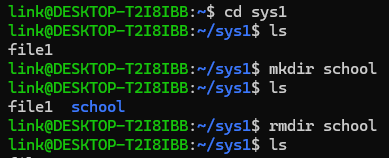 link@DESKTOP-T2I8IBB:~$ cd sys1
link@DESKTOP-T2I8IBB:~/sys1$ ls
file1
link@DESKTOP-T2I8IBB:~/sys1$ mkdir school
link@DESKTOP-T2I8IBB:~/sys1$ ls
file1  school
link@DESKTOP-T2I8IBB:~/sys1$ rmdir school
link@DESKTOP-T2I8IBB:~/sys1$ ls